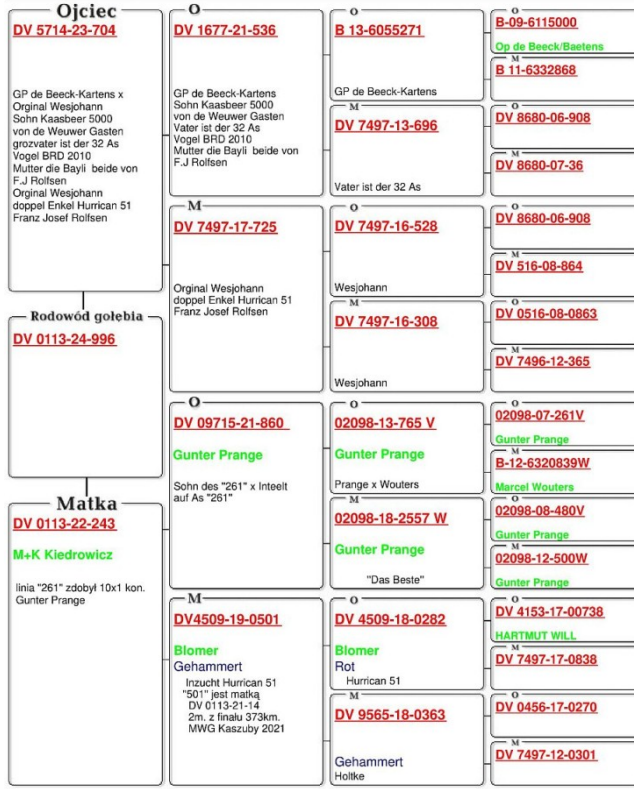 Ojciec
DV 5714-23-704
GP de Beeck-Kartens x
Orginal Wesjohann
Sohn Kaasbeer 5000
von de Weuwer Gasten
grozvater ist der 32 As
Vogel BRD 2010
Mutter die Bayli beide von
F.J Rolfsen
Orginal Wesjohann
doppel Enkel Hurrican 51
Franz Josef Rolfsen
Rodowód gołębia
DV 0113-24-996
Matka
DV 0113-22-243
M+K Kiedrowicz
linia "261" zdobył 10x1 kon.
Gunter Prange
O
DV 1677-21-536
GP de Beeck-Kartens
Sohn Kaasbeer 5000
von de Weuwer Gasten
Vater ist der 32 As
Vogel BRD 2010
Mutter die Bayli beide von
F.J Rolfsen
M
DV 7497-17-725
Orginal Wesjohann
doppel Enkel Hurrican 51
Franz Josef Rolfsen
O
DV 09715-21-860
Gunter Prange
Sohn des "261" x Inteelt
auf As "261"
M
DV4509-19-0501
Blomer
Gehammert
Inzucht Hurrican 51
"501" jest matką
DV 0113-21-14
2m. z finału 373km.
MWG Kaszuby 2021
O
B 13-6055271
GP de Beeck-Kartens
M
DV 7497-13-696
Vater ist der 32 As
O
DV 7497-16-528
Wesjohann
M
DV 7497-16-308
Wesjohann
O
02098-13-765 V
Gunter Prange
Prange x Wouters
M
02098-18-2557 W
Gunter Prange
"Das Beste"
O
DV 4509-18-0282
Blomer
Rot
Hurrican 51
M
DV 9565-18-0363
Gehammert
Holtke
O
B-09-6115000
Op de Beeck/Baetens
M
B 11-6332868
O
DV 8680-06-908
M
DV 8680-07-36
O
DV 8680-06-908
M
DV 516-08-864
O
DV 0516-08-0863
M
DV 7496-12-365
O
02098-07-261V
Gunter Prange
M
B-12-6320839W
Marcel Wouters
O
02098-08-480V
Gunter Prange
M
02098-12-500W
Gunter Prange
O
DV 4153-17-00738
HARTMUT WILL
M
DV 7497-17-0838
O
DV 0456-17-0270
M
DV 7497-12-0301